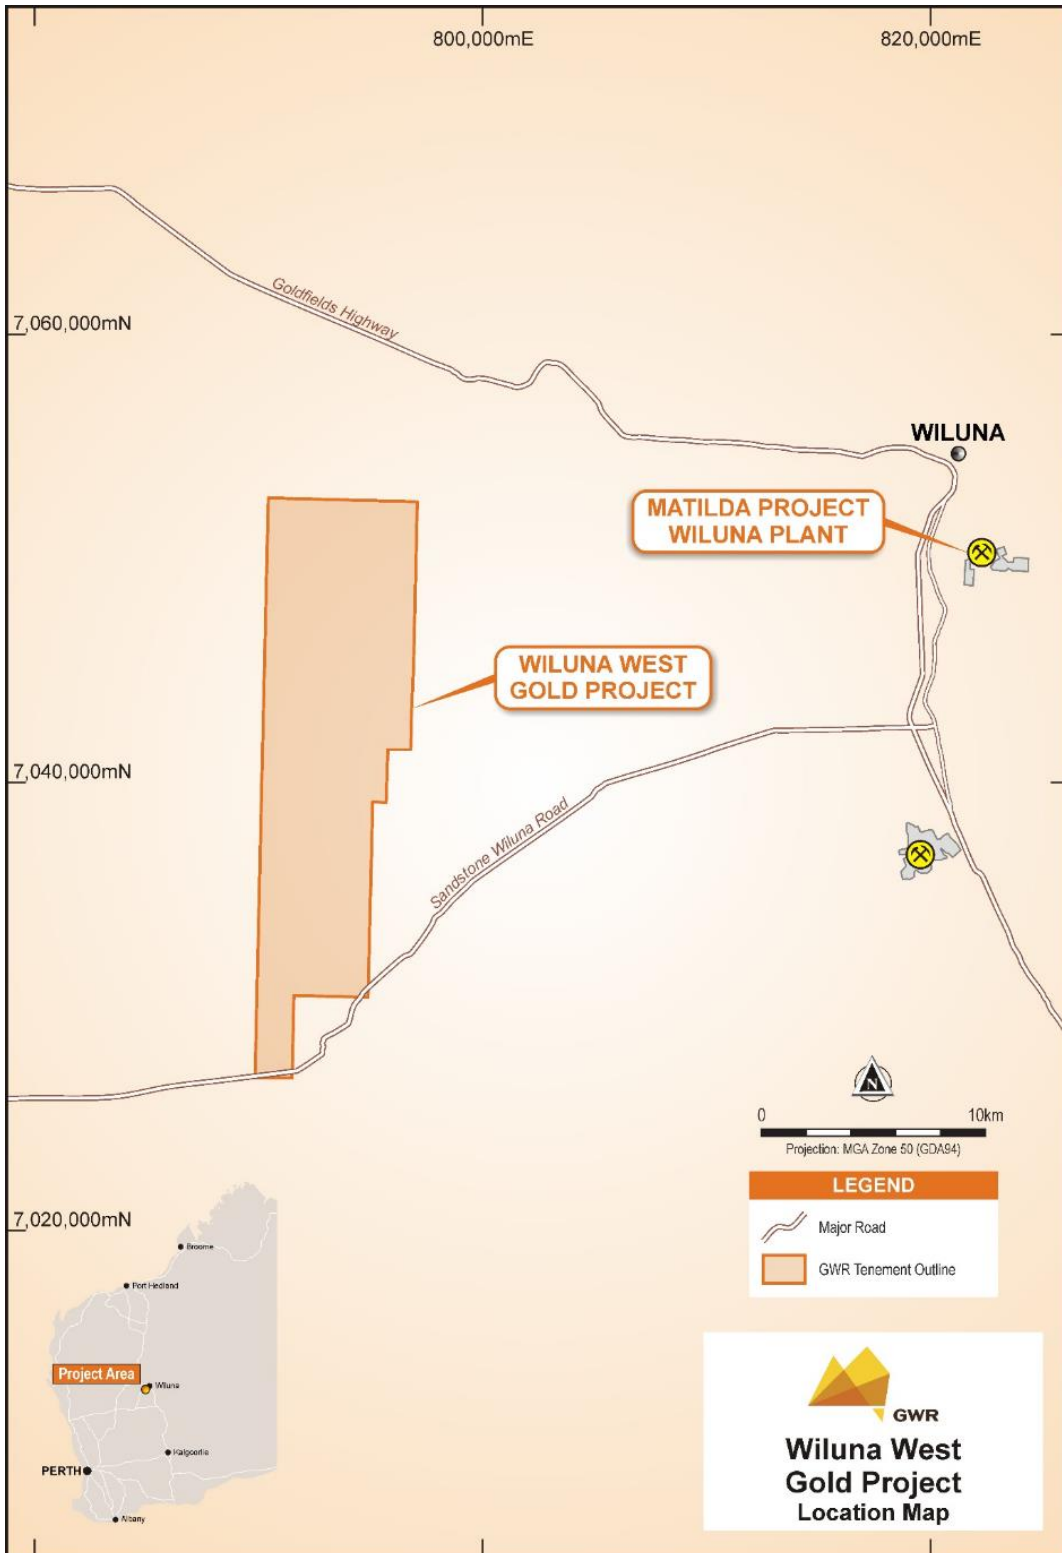 800,000mE
820,000mE
Goldfields Highway
7,060,000mN
WILUNA
MATILDA PROJECT
WILUNA PLANT
WILUNA WEST
GOLD PROJECT
7,040,000mN
Sandstone Wiluna Road
N
0
10km
Projection: MGA Zone 50 (GDA94)
LEGEND
Major Road
GWR Tenement Outline
7,020,000mN
Broome
Port Hedland
Project Area
Wiluna
Kalgoorlie
PERTH
Albany
GWR
Wiluna West
Gold Project
Location Map